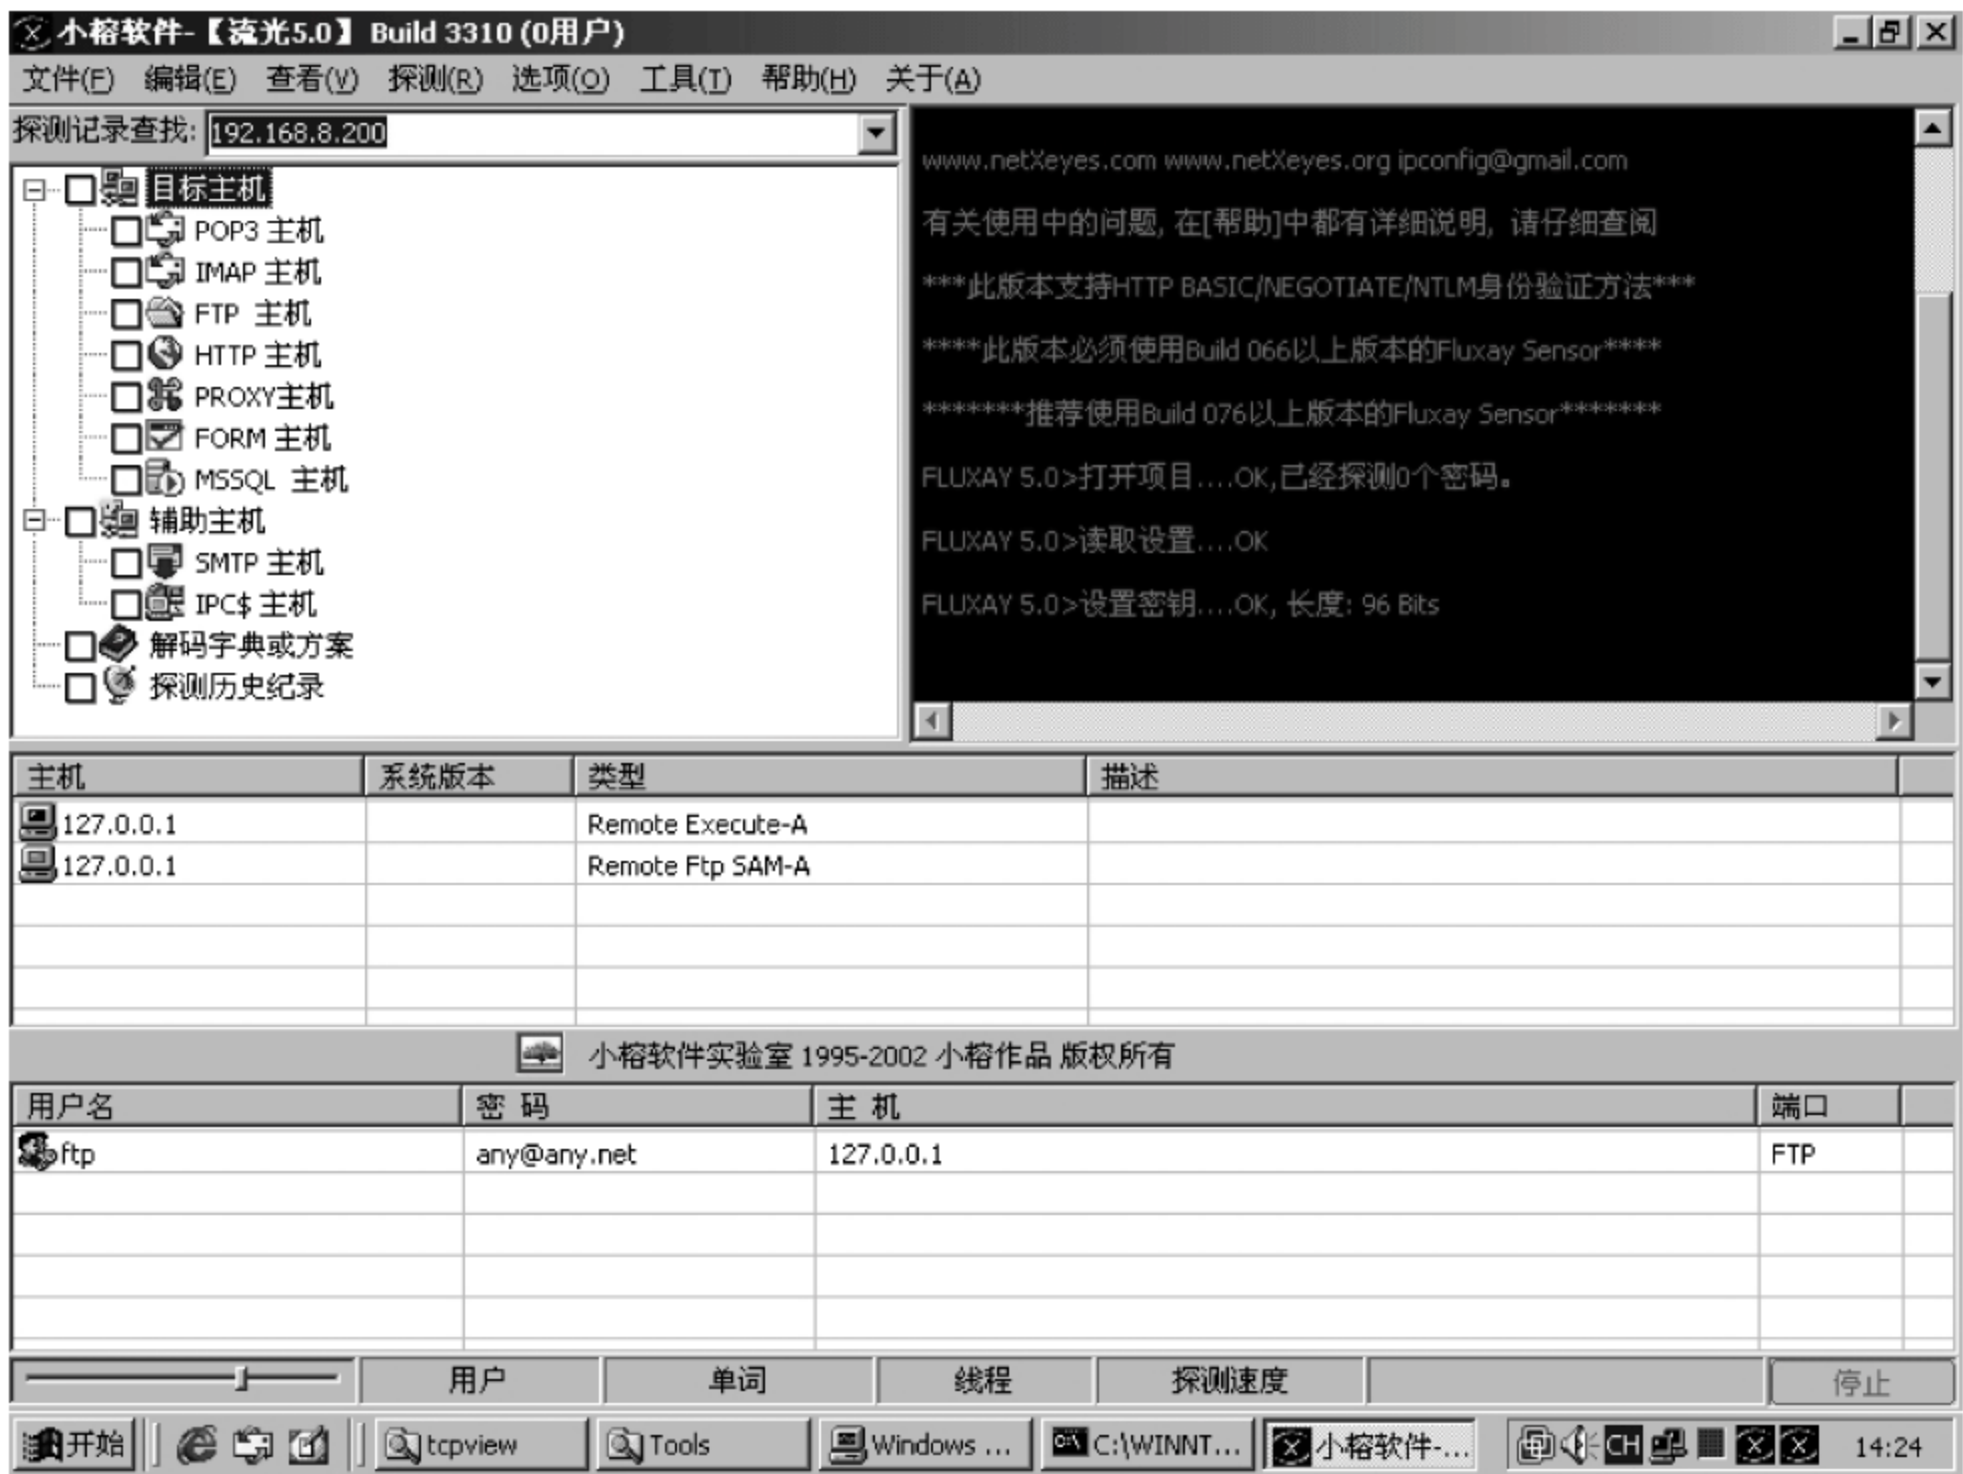 小榕软件-【流光5.0】 Build 3310 (0用户)
文件(F) 编辑(E) 查看(V) 探测(R) 选项(O) 工具(T) 帮助(H) 关于(A)
探测记录查找: 192.168.8.200
目标主机
POP3 主机
IMAP 主机
FTP 主机
HTTP 主机
PROXY主机
FORM 主机
MSSQL 主机
辅助主机
SMTP 主机
IPC$ 主机
解码字典或方案
探测历史纪录
www.netXeyes.com www.netXeyes.org ipconfig@gmail.com
有关使用中的问题, 在[帮助]中都有详细说明, 请仔细查阅
***此版本支持HTTP BASIC/NEGOTIATE/NTLM身份验证方法***
****此版本必须使用Build 066以上版本的Fluxay Sensor****
*******推荐使用Build 076以上版本的Fluxay Sensor*******
FLUXAY 5.0>打开项目....OK,已经探测0个密码。
FLUXAY 5.0>读取设置....OK
FLUXAY 5.0>设置密钥....OK, 长度: 96 Bits
主机 系统版本 类型 描述
127.0.0.1 Remote Execute-A
127.0.0.1 Remote Ftp SAM-A
小榕软件实验室 1995-2002 小榕作品 版权所有
用户名 密 码 主 机 端口
ftp any@any.net 127.0.0.1 FTP
用户 单词 线程 探测速度 停止
开始 tcpview Tools Windows ... C:\WINNT... 小榕软件-... CH 14:24